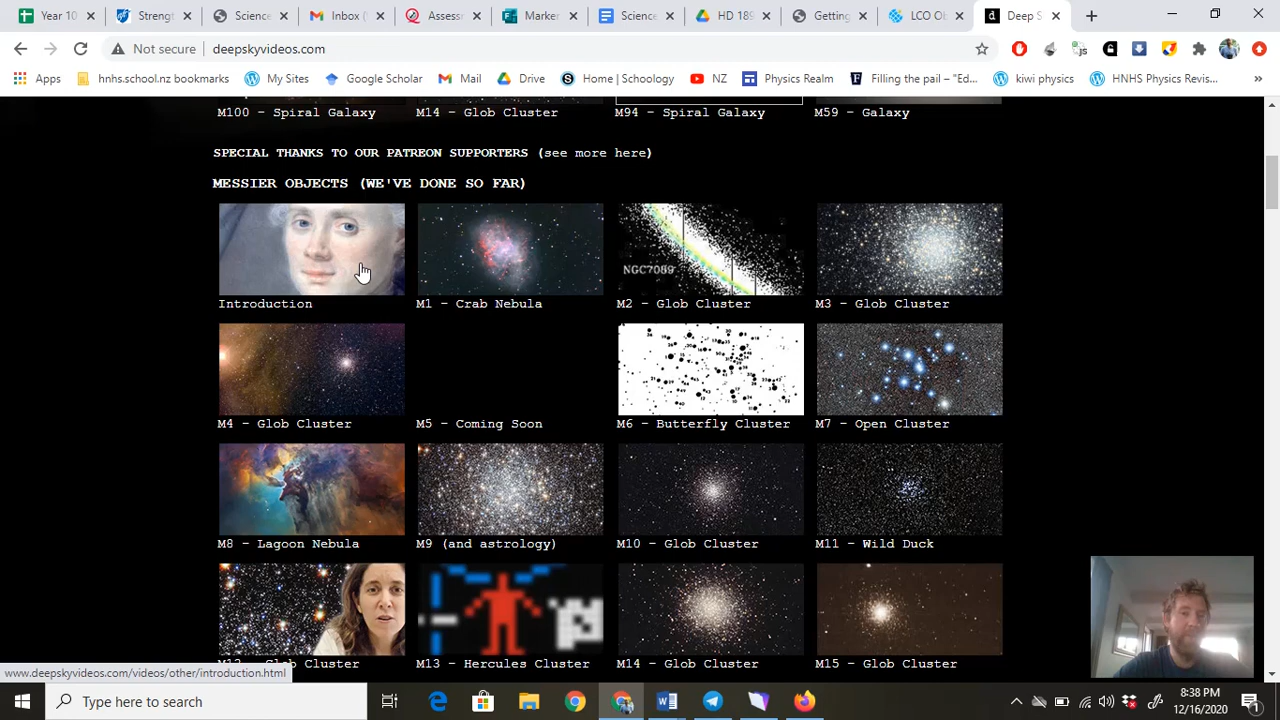 Year 10
Strengt
Science
Inbox (
Assess
Marker
Science
HD 189
Getting
LCO O
Deep S
Not secure
deepskyvideos.com
Apps
hnhs.school.nz bookmarks
My Sites
Google Scholar
Mail
Drive
Home | Schoology
NZ
Physics Realm
Filling the pail – "Ed...
kiwi physics
HNHS Physics Revis...
»
M100 - Spiral Galaxy
M14 - Glob Cluster
M94 - Spiral Galaxy
M59 - Galaxy
SPECIAL THANKS TO OUR PATREON SUPPORTERS (see more here)
MESSIER OBJECTS (WE'VE DONE SO FAR)
NGC7089
Introduction
M1 - Crab Nebula
M2 - Glob Cluster
M3 - Glob Cluster
M4 - Glob Cluster
M5 - Coming Soon
M6 - Butterfly Cluster
M7 - Open Cluster
M8 - Lagoon Nebula
M9 (and astrology)
M10 - Glob Cluster
M11 - Wild Duck
M12 - Glob Cluster
M13 - Hercules Cluster
M14 - Glob Cluster
M15 - Glob Cluster
www.deepskyvideos.com/videos/other/introduction.html
Type here to search
8:38 PM
12/16/2020